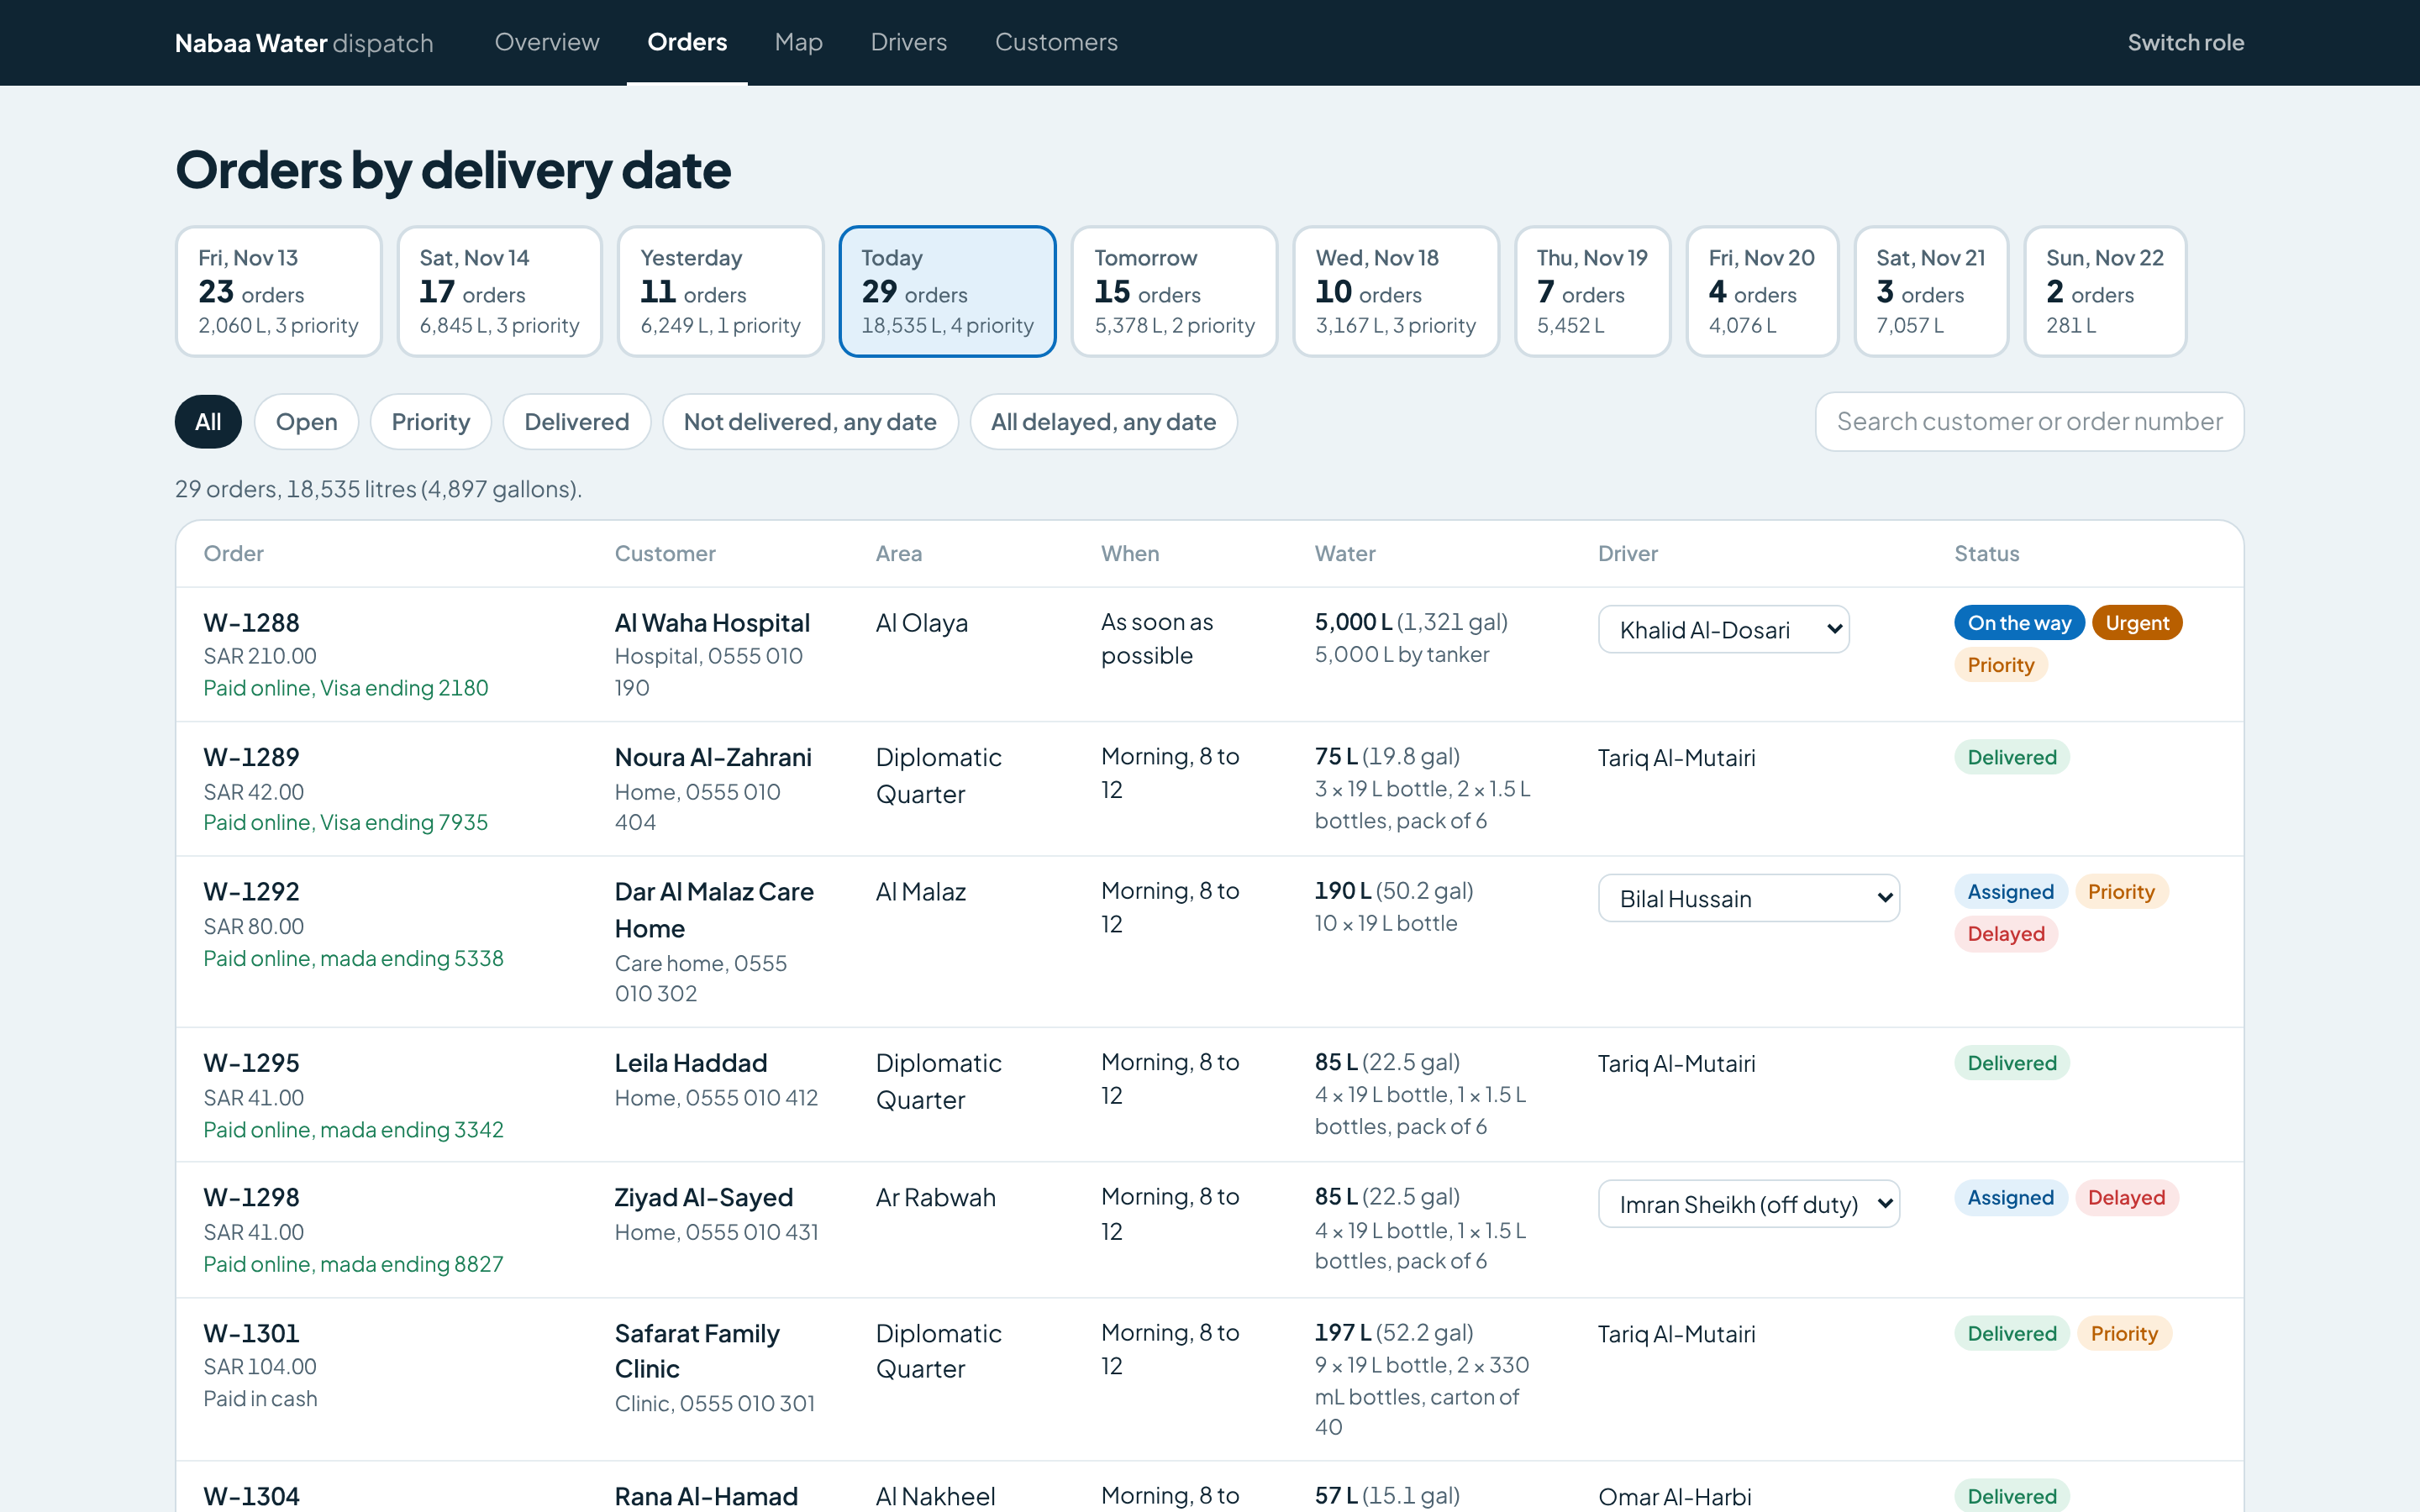 Nabaa Water dispatch Overview Orders Map Drivers Customers Switch role
Orders by delivery date
Fri, Nov 13
23 orders
2,060 L, 3 priority
Sat, Nov 14
17 orders
6,845 L, 3 priority
Yesterday
11 orders
6,249 L, 1 priority
Today
29 orders
18,535 L, 4 priority
Tomorrow
15 orders
5,378 L, 2 priority
Wed, Nov 18
10 orders
3,167 L, 3 priority
Thu, Nov 19
7 orders
5,452 L
Fri, Nov 20
4 orders
4,076 L
Sat, Nov 21
3 orders
7,057 L
Sun, Nov 22
2 orders
281 L
All Open Priority Delivered Not delivered, any date All delayed, any date Search customer or order number
29 orders, 18,535 litres (4,897 gallons).
Order Customer Area When Water Driver Status
W-1288
SAR 210.00
Paid online, Visa ending 2180
Al Waha Hospital
Hospital, 0555 010
190
Al Olaya
As soon as
possible
5,000 L (1,321 gal)
5,000 L by tanker
Khalid Al-Dosari
On the way Urgent
Priority
W-1289
SAR 42.00
Paid online, Visa ending 7935
Noura Al-Zahrani
Home, 0555 010
404
Diplomatic
Quarter
Morning, 8 to
12
75 L (19.8 gal)
3 × 19 L bottle, 2 × 1.5 L
bottles, pack of 6
Tariq Al-Mutairi
Delivered
W-1292
SAR 80.00
Paid online, mada ending 5338
Dar Al Malaz Care
Home
Care home, 0555
010 302
Al Malaz
Morning, 8 to
12
190 L (50.2 gal)
10 × 19 L bottle
Bilal Hussain
Assigned Priority
Delayed
W-1295
SAR 41.00
Paid online, mada ending 3342
Leila Haddad
Home, 0555 010 412
Diplomatic
Quarter
Morning, 8 to
12
85 L (22.5 gal)
4 × 19 L bottle, 1 × 1.5 L
bottles, pack of 6
Tariq Al-Mutairi
Delivered
W-1298
SAR 41.00
Paid online, mada ending 8827
Ziyad Al-Sayed
Home, 0555 010 431
Ar Rabwah
Morning, 8 to
12
85 L (22.5 gal)
4 × 19 L bottle, 1 × 1.5 L
bottles, pack of 6
Imran Sheikh (off duty)
Assigned Delayed
W-1301
SAR 104.00
Paid in cash
Safarat Family
Clinic
Clinic, 0555 010 301
Diplomatic
Quarter
Morning, 8 to
12
197 L (52.2 gal)
9 × 19 L bottle, 2 × 330
mL bottles, carton of
40
Tariq Al-Mutairi
Delivered Priority
W-1304
Rana Al-Hamad
Al Nakheel
Morning, 8 to
57 L (15.1 gal)
Omar Al-Harbi
Delivered